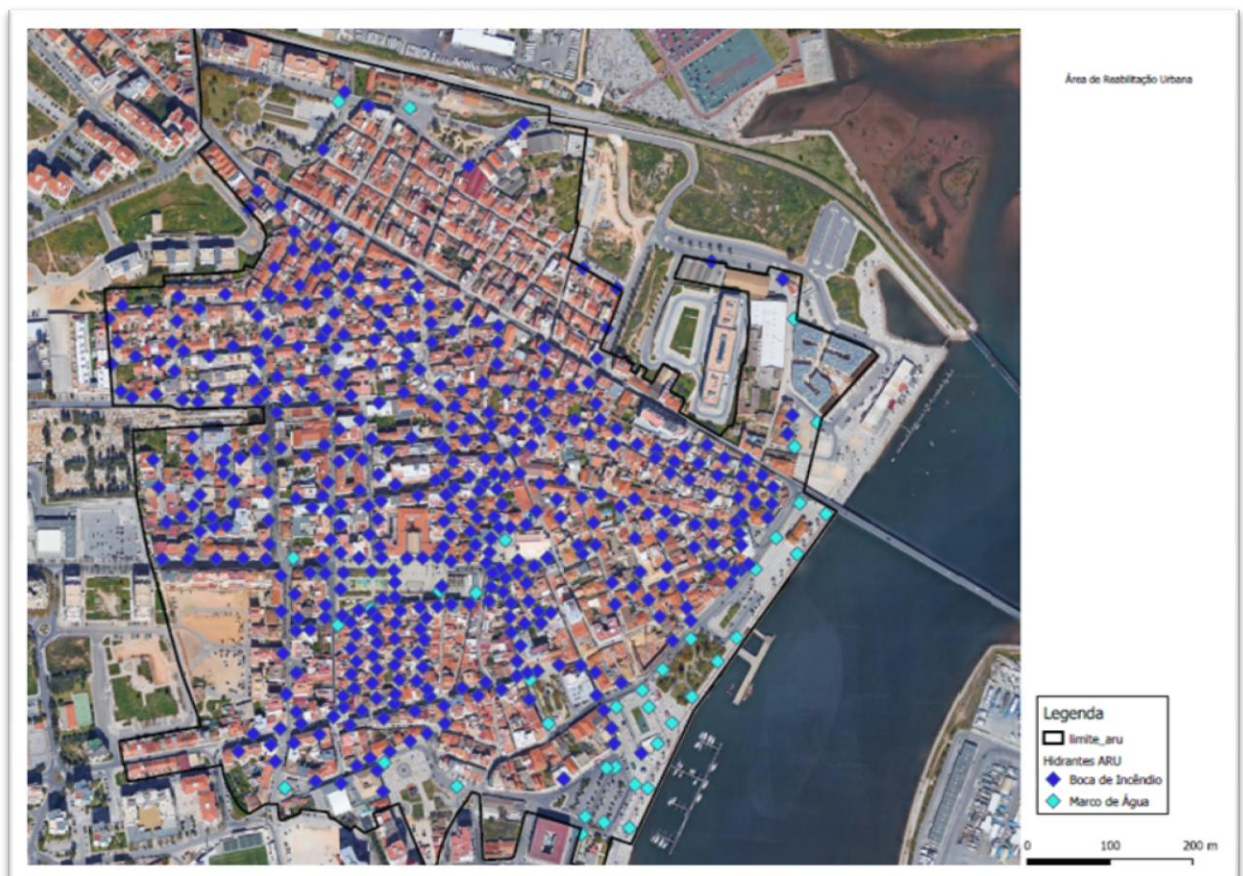 Área de Reabilitação Urbana
Legenda
limite_aru
Hidrantes ARU
Boca de Incêndio
Marco de Água
0 100 200 m